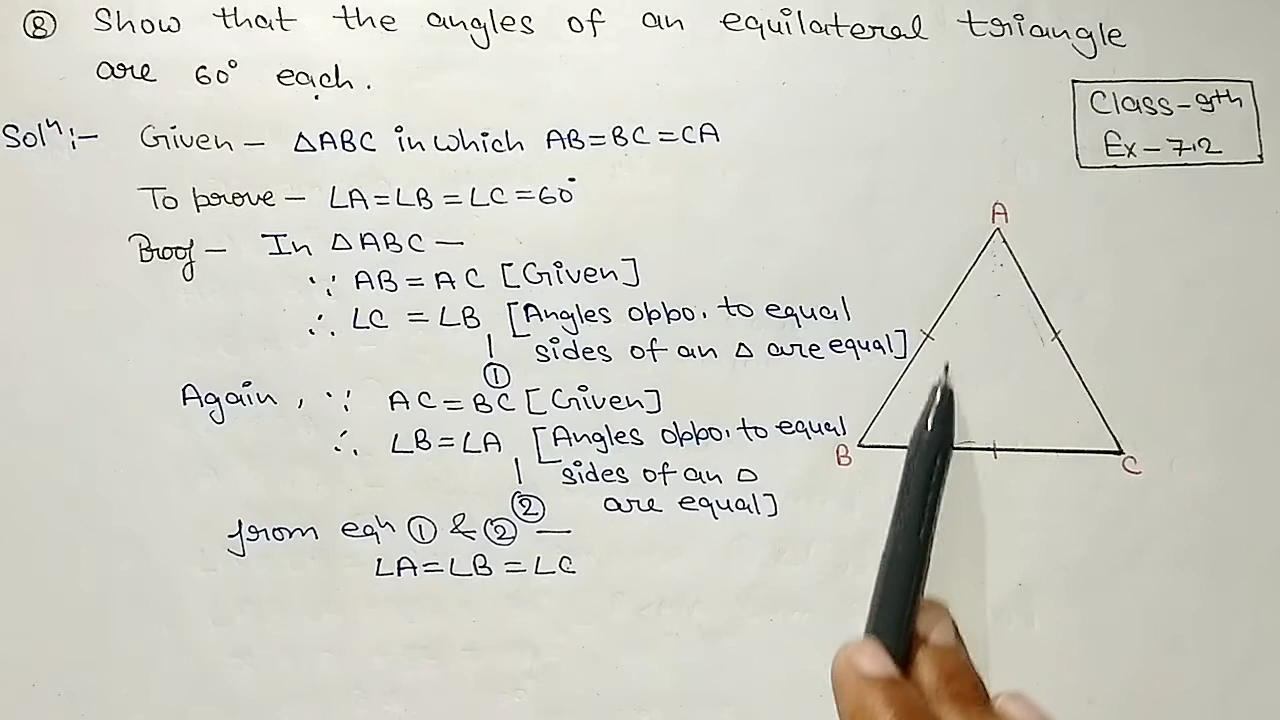 ⑧ Show that the angles of an equilateral triangle
are 60° each.
Class-9th
Ex-7.2
Solⁿ:- Given - △ABC in which AB=BC=CA
To prove - ∠A=∠B=∠C=60°
Proof - In △ABC -
∵ AB=AC [Given]
∴ ∠C=∠B [Angles oppo. to equal
sides of an △ are equal]
①
Again, ∵ AC=BC [Given]
∴ ∠B=∠A [Angles oppo. to equal
sides of an △
② are equal]
from eqⁿ ① & ② -
∠A=∠B=∠C
A
B
C